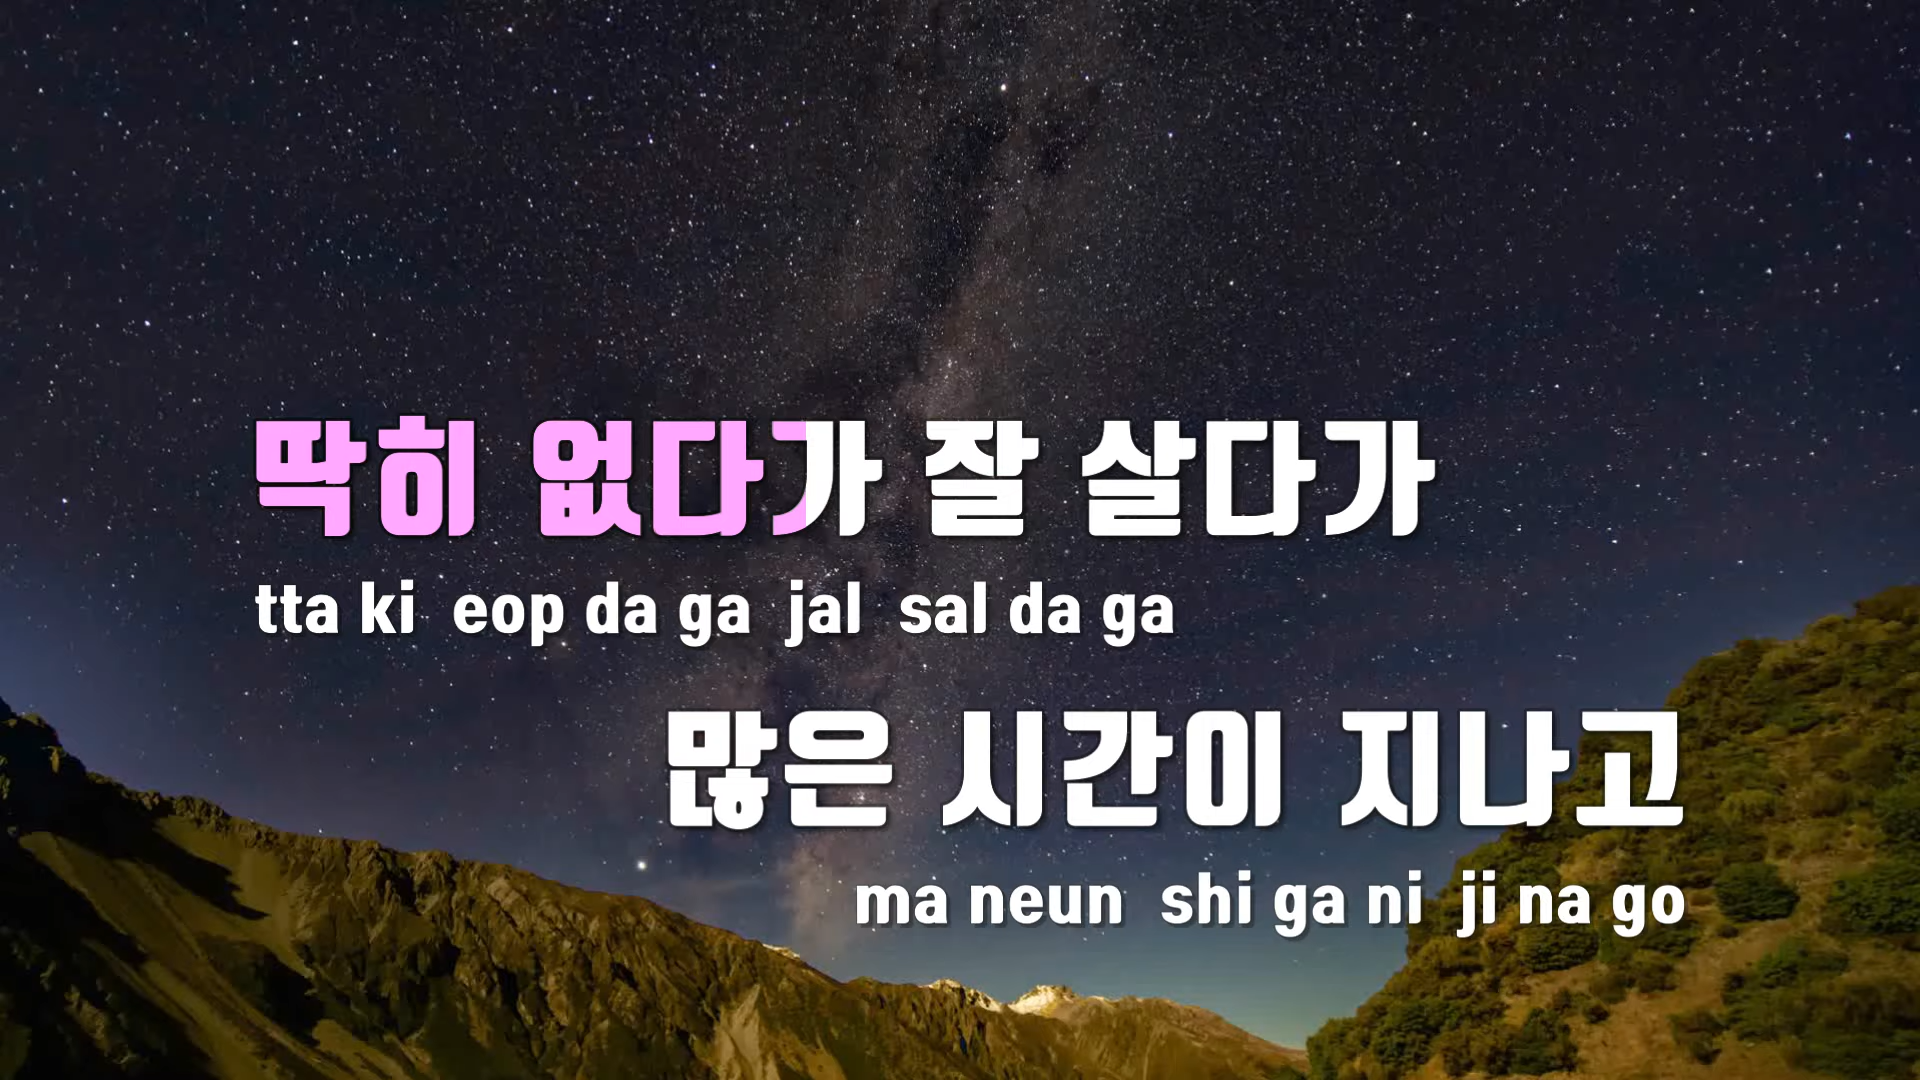 딱히 없다가 잘 살다가
tta ki eop da ga jal sal da ga
많은 시간이 지나고
ma neun shi ga ni ji na go